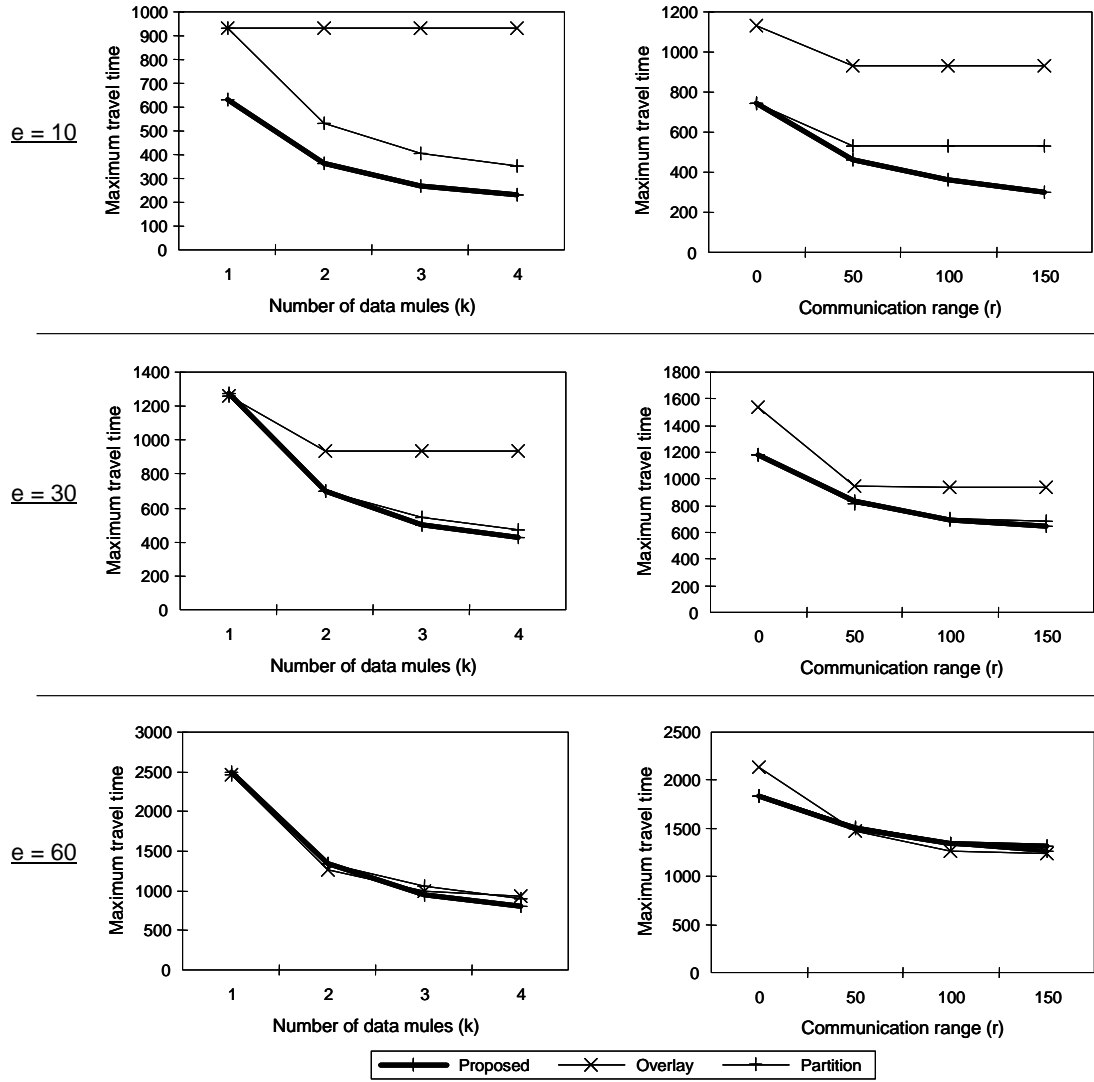 e = 10
Maximum travel time
1000
900
800
700
600
500
400
300
200
100
0
1 2 3 4
Number of data mules (k)
Maximum travel time
1200
1000
800
600
400
200
0
0 50 100 150
Communication range (r)
e = 30
Maximum travel time
1400
1200
1000
800
600
400
200
0
1 2 3 4
Number of data mules (k)
Maximum travel time
1800
1600
1400
1200
1000
800
600
400
200
0
0 50 100 150
Communication range (r)
e = 60
Maximum travel time
3000
2500
2000
1500
1000
500
0
1 2 3 4
Number of data mules (k)
Maximum travel time
2500
2000
1500
1000
500
0
0 50 100 150
Communication range (r)
Proposed Overlay Partition